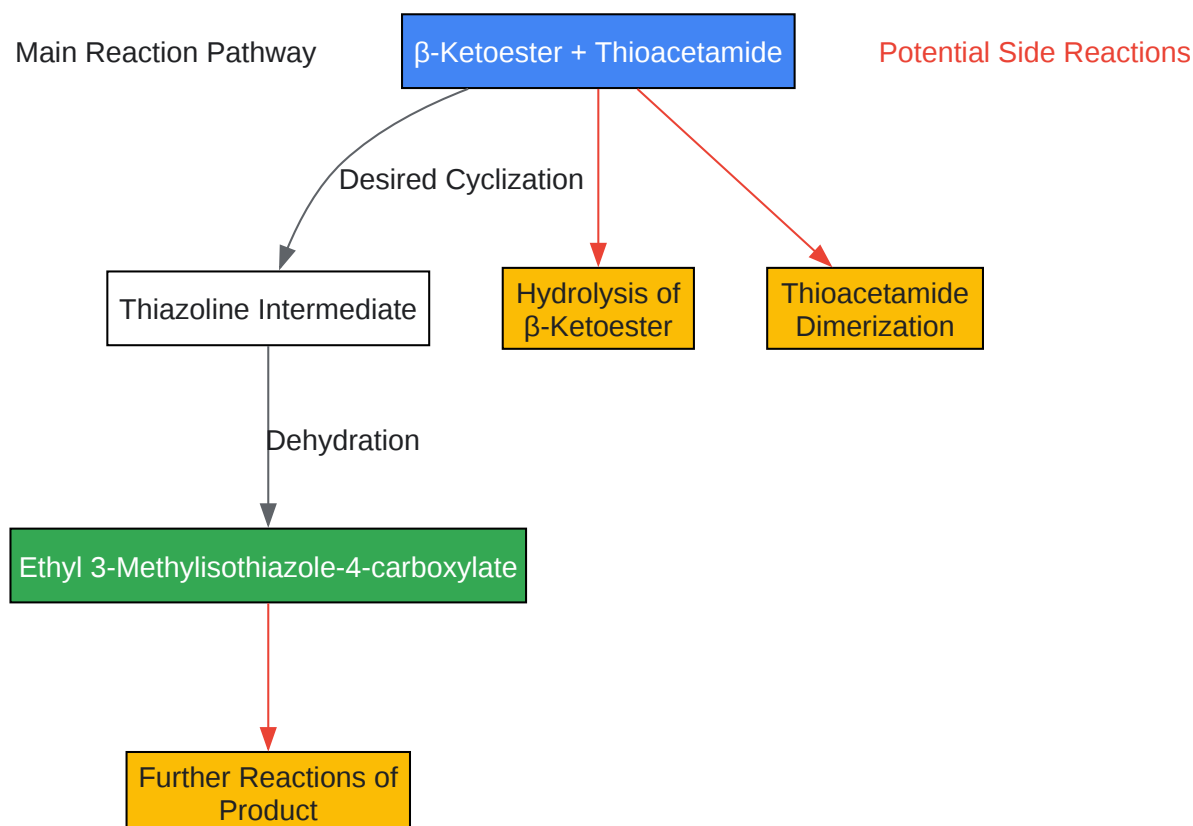 Main Reaction Pathway
β-Ketoester + Thioacetamide
Potential Side Reactions
Desired Cyclization
Thiazoline Intermediate
Hydrolysis of
β-Ketoester
Thioacetamide
Dimerization
Dehydration
Ethyl 3-Methylisothiazole-4-carboxylate
Further Reactions of
Product